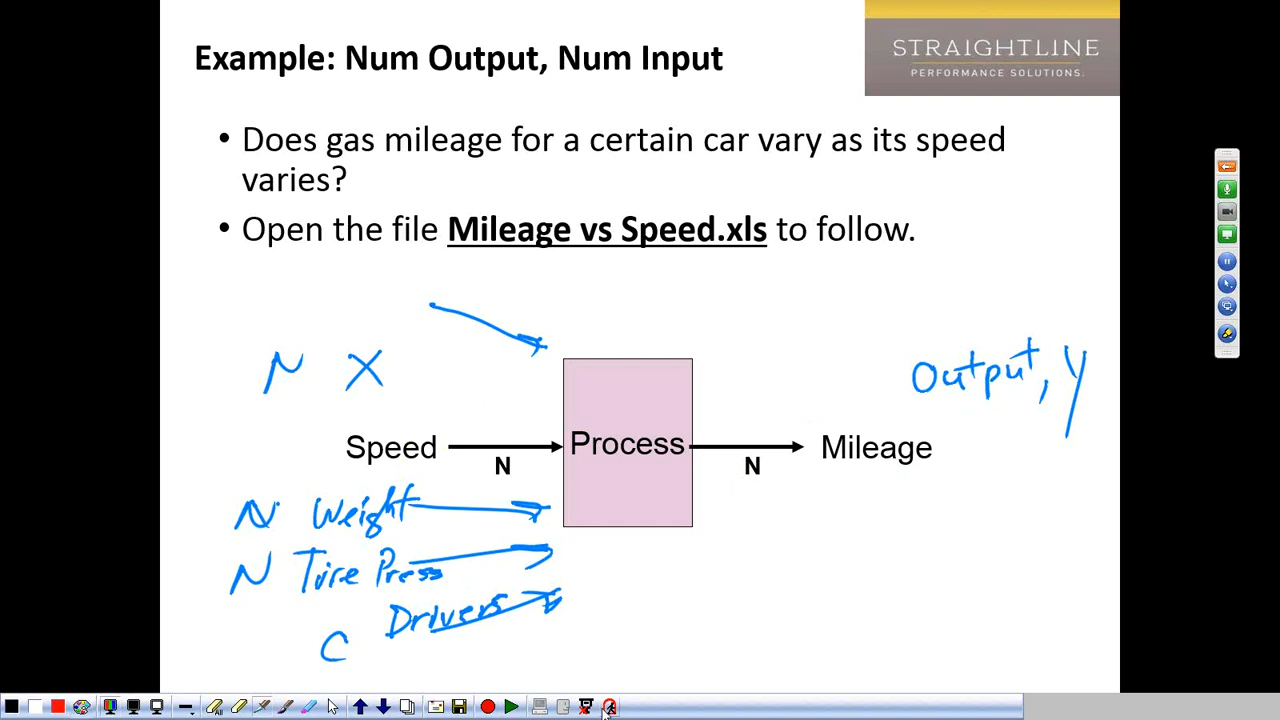 Example: Num Output, Num Input
STRAIGHTLINE
PERFORMANCE SOLUTIONS.
• Does gas mileage for a certain car vary as its speed
varies?
• Open the file Mileage vs Speed.xls to follow.
N X
Output, Y
Speed
N
Process
N
Mileage
N Weight
N Tire Press
Drivers
C